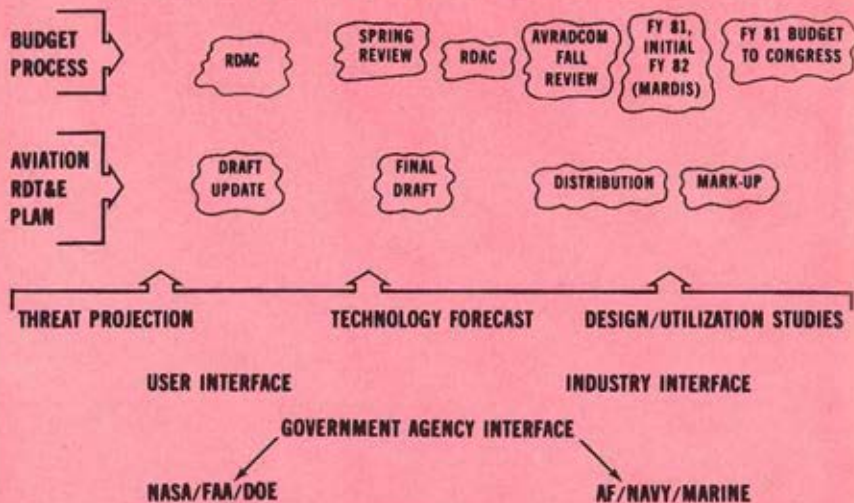 BUDGET
PROCESS
RDAC
SPRING
REVIEW
RDAC
AVRADCOM
FALL
REVIEW
FY 81,
INITIAL
FY 82
(MARDIS)
FY 81 BUDGET
TO CONGRESS
AVIATION
RDT&E
PLAN
DRAFT
UPDATE
FINAL
DRAFT
DISTRIBUTION
MARK-UP
THREAT PROJECTION
TECHNOLOGY FORECAST
DESIGN/UTILIZATION STUDIES
USER INTERFACE
INDUSTRY INTERFACE
GOVERNMENT AGENCY INTERFACE
NASA/FAA/DOE
AF/NAVY/MARINE